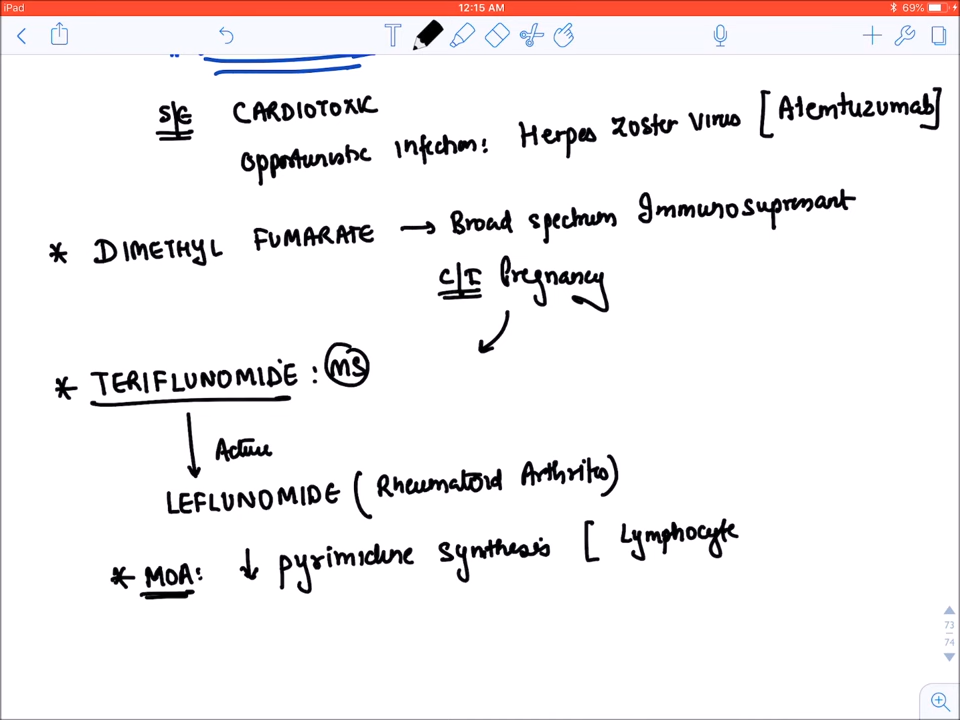 iPad 12:15 AM 69%
T
S/E CARDIOTOXIC
Opportunistic Infection: Herpes Zoster Virus [Alemtuzumab]
* DIMETHYL FUMARATE → Broad spectrum Immunosupressant
C/I Pregnancy
* TERIFLUNOMIDE : MS
Active
LEFLUNOMIDE (Rheumatoid Arthritis)
* MOA: ↓ pyrimidine synthesis [ Lymphocyte
73
74